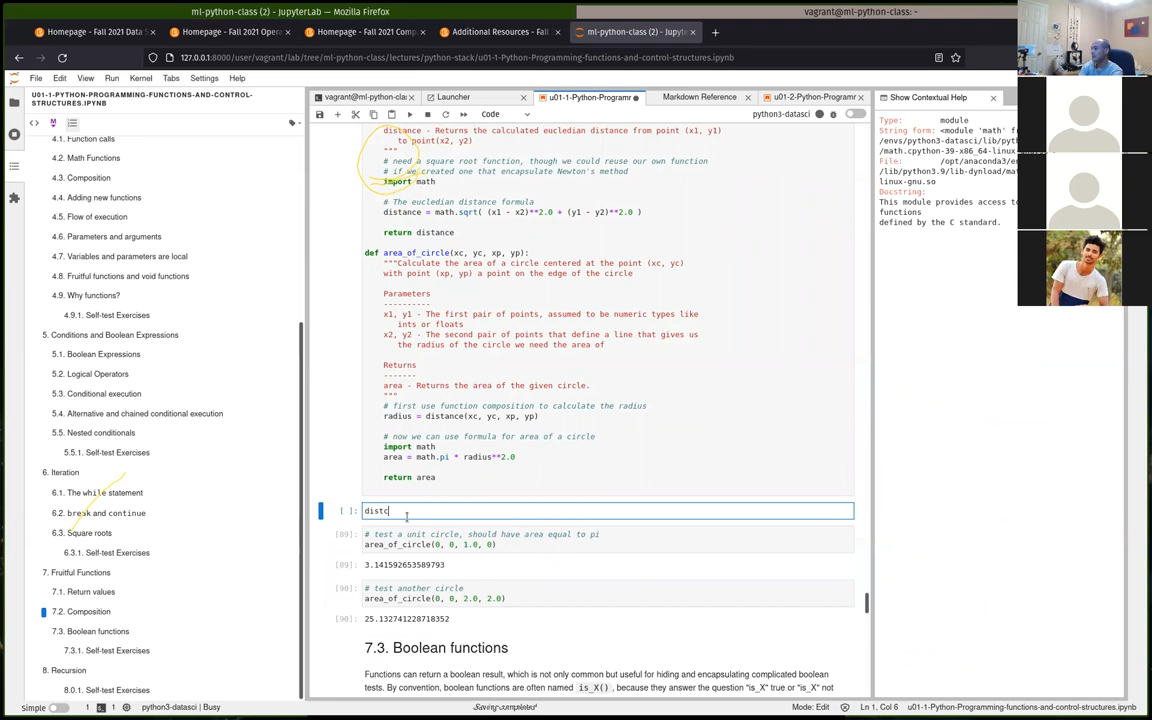 ml-python-class (2) - JupyterLab — Mozilla Firefox
vagrant@ml-python-class: ~
Homepage - Fall 2021 Data S
Homepage - Fall 2021 Opera
Homepage - Fall 2021 Comp
Additional Resources - Fall
ml-python-class (2) - Jupyte
127.0.0.1:8000/user/vagrant/lab/tree/ml-python-class/lectures/python-stack/u01-1-Python-Programming-functions-and-control-structures.ipynb
File Edit View Run Kernel Tabs Settings Help
U01-1-PYTHON-PROGRAMMING-FUNCTIONS-AND-CONTROL-
STRUCTURES.IPYNB
4.1. Function calls
4.2. Math Functions
4.3. Composition
4.4. Adding new functions
4.5. Flow of execution
4.6. Parameters and arguments
4.7. Variables and parameters are local
4.8. Fruitful functions and void functions
4.9. Why functions?
4.9.1. Self-test Exercises
5. Conditions and Boolean Expressions
5.1. Boolean Expressions
5.2. Logical Operators
5.3. Conditional execution
5.4. Alternative and chained conditional execution
5.5. Nested conditionals
5.5.1. Self-test Exercises
6. Iteration
6.1. The while statement
6.2. break and continue
6.3. Square roots
6.3.1. Self-test Exercises
7. Fruitful Functions
7.1. Return values
7.2. Composition
7.3. Boolean functions
7.3.1. Self-test Exercises
8. Recursion
8.0.1. Self-test Exercises
vagrant@ml-python-cla
Launcher
u01-1-Python-Programm
Markdown Reference
u01-2-Python-Programm
Code
python3-datasci
distance - Returns the calculated eucledian distance from point (x1, y1)
to point(x2, y2)
"""
# need a square root function, though we could reuse our own function
# if we created one that encapsulate Newton's method
import math
# The eucledian distance formula
distance = math.sqrt( (x1 - x2)**2.0 + (y1 - y2)**2.0 )
return distance
def area_of_circle(xc, yc, xp, yp):
"""Calculate the area of a circle centered at the point (xc, yc)
with point (xp, yp) a point on the edge of the circle
Parameters
----------
x1, y1 - The first pair of points, assumed to be numeric types like
ints or floats
x2, y2 - The second pair of points that define a line that gives us
the radius of the circle we need the area of
Returns
-------
area - Returns the area of the given circle.
"""
# first use function composition to calculate the radius
radius = distance(xc, yc, xp, yp)
# now we can use formula for area of a circle
import math
area = math.pi * radius**2.0
return area
[ ]: distc
[89]: # test a unit circle, should have area equal to pi
area_of_circle(0, 0, 1.0, 0)
[89]: 3.141592653589793
[90]: # test another circle
area_of_circle(0, 0, 2.0, 2.0)
[90]: 25.132741228718352
7.3. Boolean functions
Functions can return a boolean result, which is not only common but useful for hiding and encapsulating complicated boolean
tests. By convention, boolean functions are often named is_X(), because they answer the question "is_X" true or "is_X" not
Show Contextual Help
Type: module
String form: <module 'math' f
/envs/python3-datasci/lib/pyth
/math.cpython-39-x86_64-linux-
File: /opt/anaconda3/en
/lib/python3.9/lib-dynload/mat
linux-gnu.so
Docstring:
This module provides access to
functions
defined by the C standard.
Simple 1 1 python3-datasci | Busy
Saving completed
Mode: Edit Ln 1, Col 6 u01-1-Python-Programming-functions-and-control-structures.ipynb